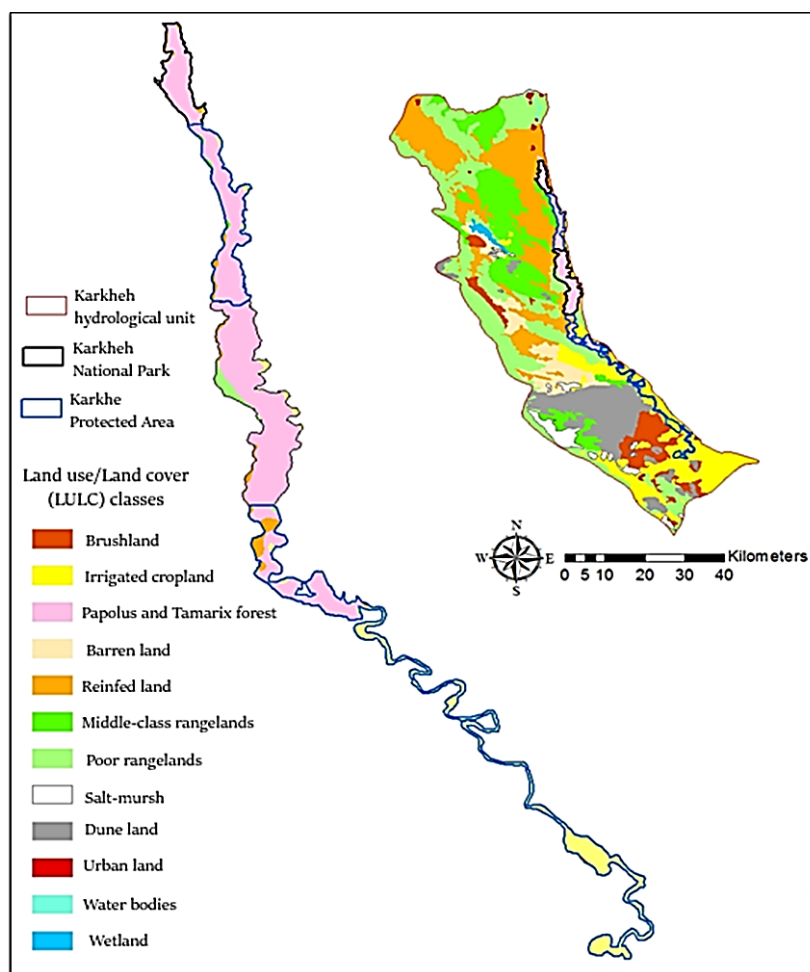 Karkheh
hydrological unit
Karkheh
National Park
Karkhe
Protected Area
Land use/Land cover
(LULC) classes
Brushland
Irrigated cropland
Papolus and Tamarix forest
Barren land
Reinfed land
Middle-class rangelands
Poor rangelands
Salt-mursh
Dune land
Urban land
Water bodies
Wetland
N
W E
S
Kilometers
0 5 10 20 30 40